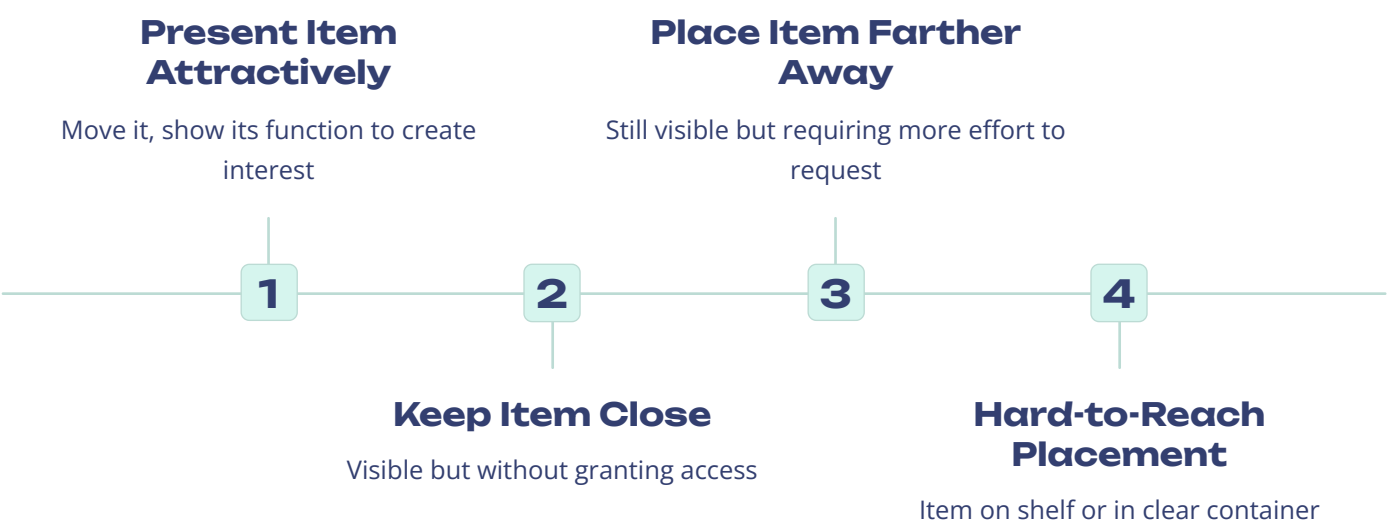 Present Item
Attractively
Move it, show its function to create
interest
Place Item Farther
Away
Still visible but requiring more effort to
request
1
2
3
4
Keep Item Close
Visible but without granting access
Hard-to-Reach
Placement
Item on shelf or in clear container